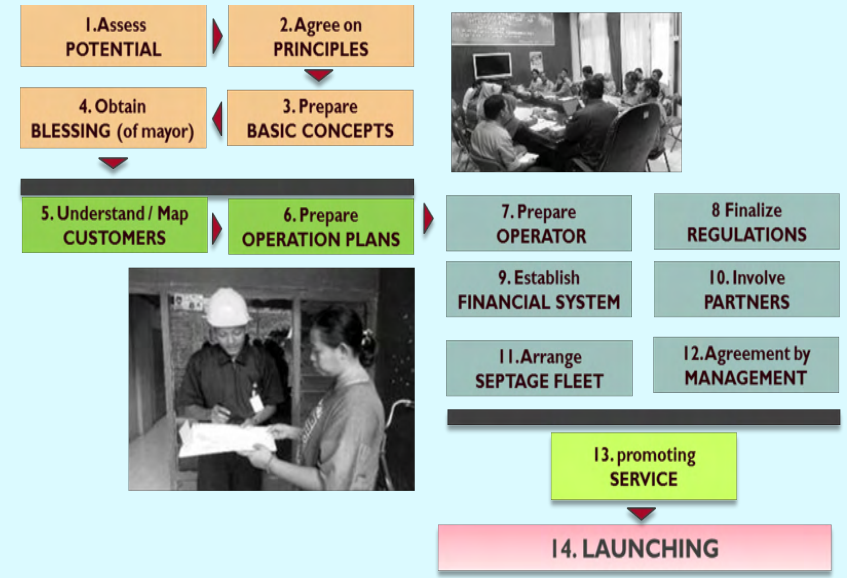 1.Assess
POTENTIAL
2.Agree on
PRINCIPLES
3. Prepare
BASIC CONCEPTS
4. Obtain
BLESSING (of mayor)
5. Understand / Map
CUSTOMERS
6. Prepare
OPERATION PLANS
7. Prepare
OPERATOR
8 Finalize
REGULATIONS
9. Establish
FINANCIAL SYSTEM
10. Involve
PARTNERS
11.Arrange
SEPTAGE FLEET
12.Agreement by
MANAGEMENT
13. promoting
SERVICE
14. LAUNCHING